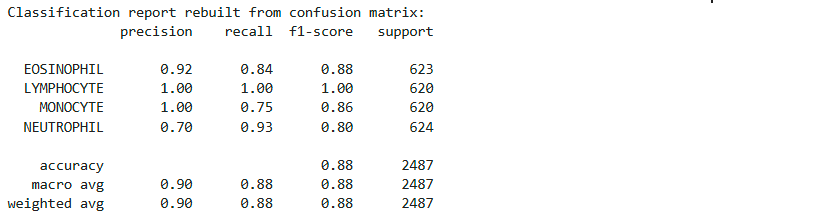 Classification report rebuilt from confusion matrix:
precision recall f1-score support
EOSINOPHIL 0.92 0.84 0.88 623
LYMPHOCYTE 1.00 1.00 1.00 620
MONOCYTE 1.00 0.75 0.86 620
NEUTROPHIL 0.70 0.93 0.80 624
accuracy 0.88 2487
macro avg 0.90 0.88 0.88 2487
weighted avg 0.90 0.88 0.88 2487